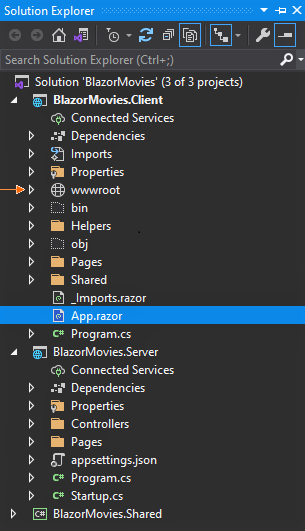 Solution Explorer
Search Solution Explorer (Ctrl+;)
Solution 'BlazorMovies' (3 of 3 projects)
BlazorMovies.Client
Connected Services
Dependencies
Imports
Properties
wwwroot
bin
Helpers
obj
Pages
Shared
_Imports.razor
App.razor
C# Program.cs
BlazorMovies.Server
Connected Services
Dependencies
Properties
Controllers
Pages
appsettings.json
C# Program.cs
C# Startup.cs
C# BlazorMovies.Shared